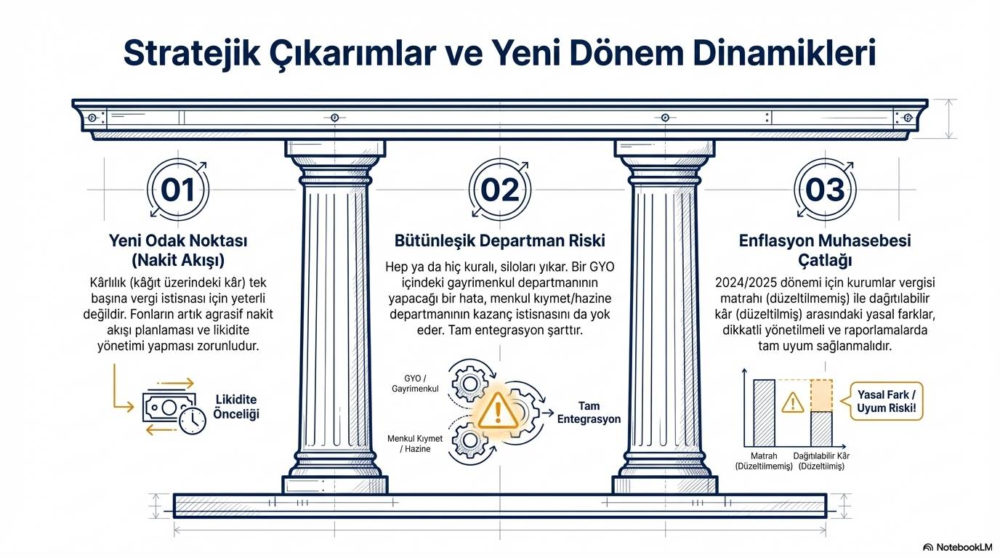 Stratejik Çıkarımlar ve Yeni Dönem Dinamikleri
01
Yeni Odak Noktası
(Nakit Akışı)
Kârlılık (kâğıt üzerindeki kâr) tek
başına vergi istisnası için yeterli
değildir. Fonların artık agrasif nakit
akışı planlaması ve likidite
yönetimi yapması zorunludur.
Likidite
Önceliği
02
Bütünleşik Departman Riski
Hep ya da hiç kuralı, siloları yıkar. Bir GYO
içindeki gayrimenkul departmanının
yapacağı bir hata, menkul kıymet/hazine
departmanının kazanç istisnasını da yok
eder. Tam entegrasyon şarttır.
GYO /
Gayrimenkul
Menkul Kıymet
/ Hazine
Tam
Entegrasyon
03
Enflasyon Muhasebesi
Çatlağı
2024/2025 dönemi için kurumlar vergisi
matrahı (düzeltilmemiş) ile dağıtılabilir
kâr (düzeltilmiş) arasındaki yasal farklar,
dikkatli yönetilmeli ve raporlamalarda
tam uyum sağlanmalıdır.
Yasal Fark /
Uyum Riski!
Matrah
(Düzeltilmemiş)
Dağıtılabilir Kâr
(Düzeltilmiş)
NotebookLM